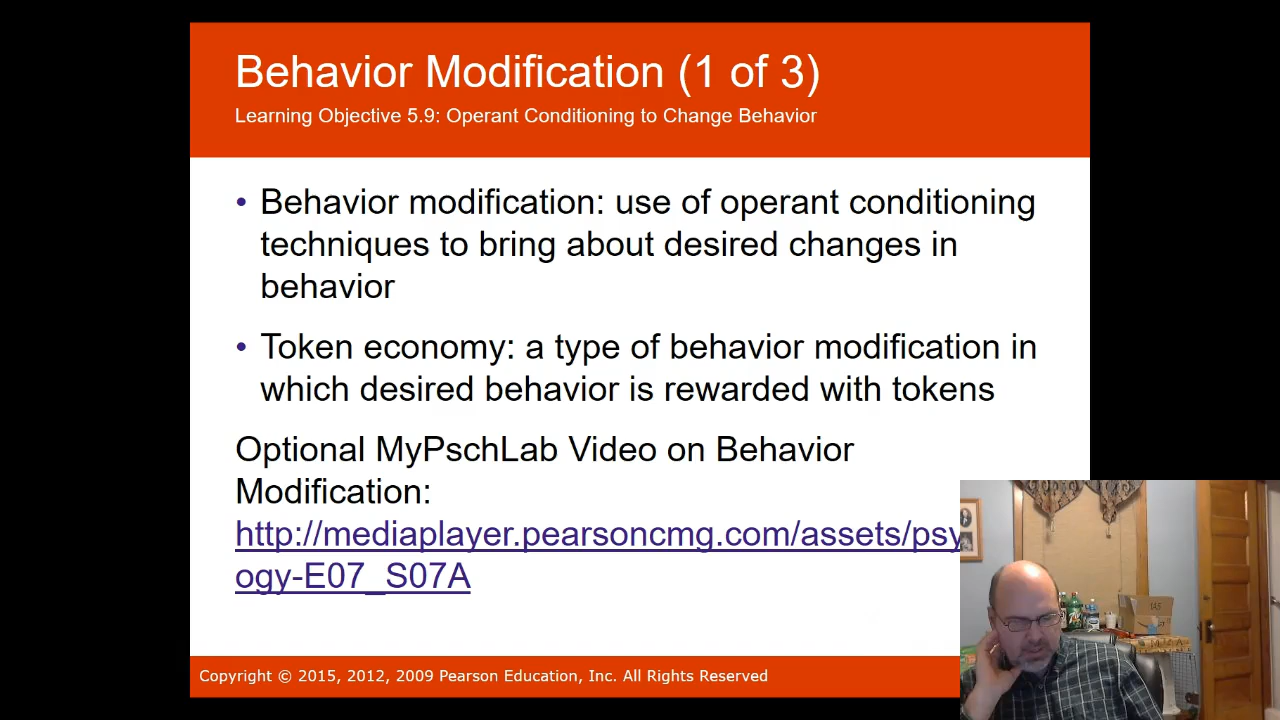 Behavior Modification (1 of 3)
Learning Objective 5.9: Operant Conditioning to Change Behavior
• Behavior modification: use of operant conditioning
techniques to bring about desired changes in
behavior
• Token economy: a type of behavior modification in
which desired behavior is rewarded with tokens
Optional MyPschLab Video on Behavior
Modification:
http://mediaplayer.pearsoncmg.com/assets/psy
ogy-E07_S07A
Copyright © 2015, 2012, 2009 Pearson Education, Inc. All Rights Reserved